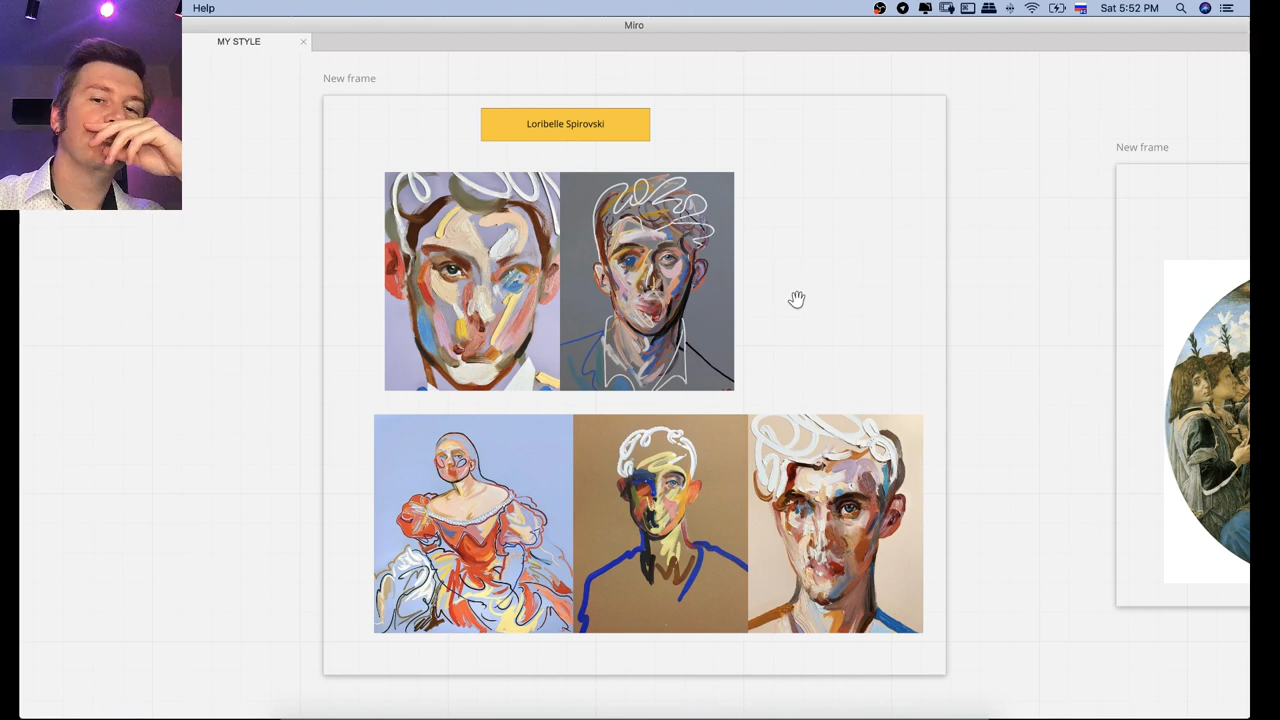 Help
Sat 5:52 PM
Miro
MY STYLE
New frame
Loribelle Spirovski
New frame